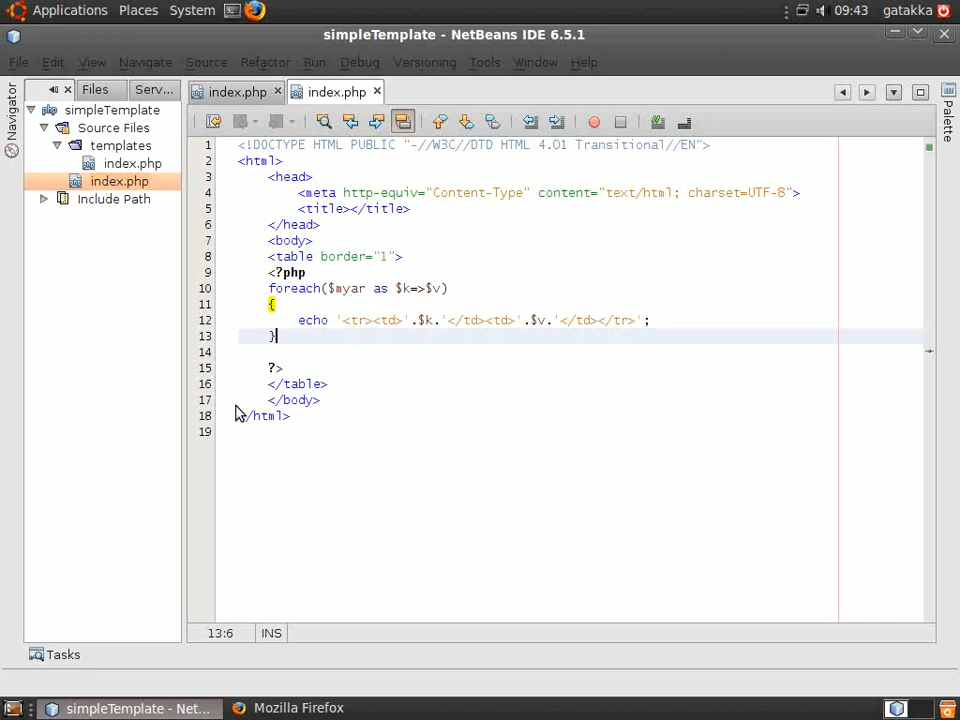 Applications Places System 09:43 gatakka
simpleTemplate - NetBeans IDE 6.5.1
File Edit View Navigate Source Refactor Run Debug Versioning Tools Window Help
Files Serv... index.php index.php
Navigator
Palette
simpleTemplate
Source Files
templates
index.php
index.php
Include Path
1 <!DOCTYPE HTML PUBLIC "-//W3C//DTD HTML 4.01 Transitional//EN">
2 <html>
3 <head>
4 <meta http-equiv="Content-Type" content="text/html; charset=UTF-8">
5 <title></title>
6 </head>
7 <body>
8 <table border="1">
9 <?php
10 foreach($myar as $k=>$v)
11 {
12 echo '<tr><td>'.$k.'</td><td>'.$v.'</td></tr>';
13 }
14
15 ?>
16 </table>
17 </body>
18 </html>
19
13:6 INS
Tasks
simpleTemplate - Net... Mozilla Firefox